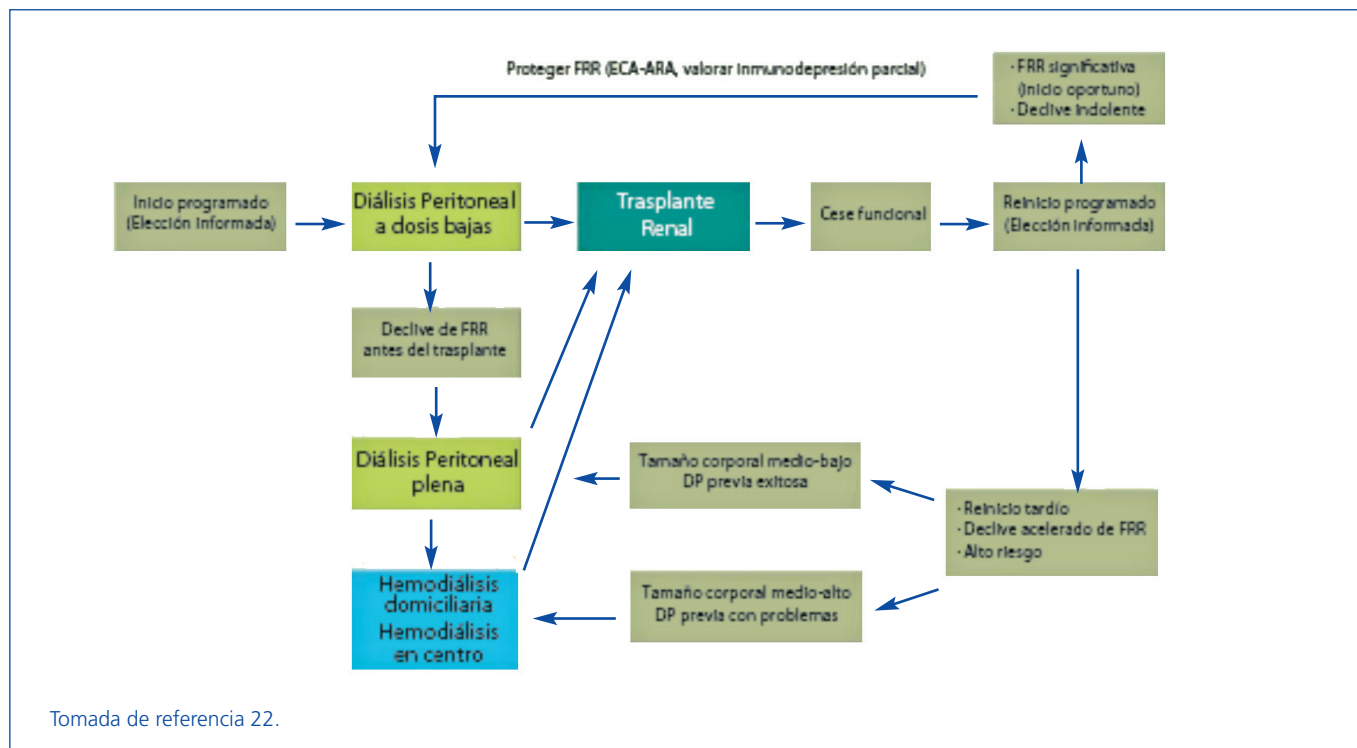 Proteger FRR (ECA-ARA, valorar inmunodepresión parcial)
· FRR significativa
(inicio oportuno)
· Declive indolente
Inicio programado
(Elección informada)
Diálisis Peritoneal
a dosis bajas
Trasplante
Renal
Cese funcional
Reinicio programado
(Elección informada)
Declive de FRR
antes del trasplante
Diálisis Peritoneal
plena
Tamaño corporal medio-bajo
DP previa exitosa
· Reinicio tardío
· Declive acelerado de FRR
· Alto riesgo
Hemodiálisis
domiciliaria
Hemodiálisis
en centro
Tamaño corporal medio-alto
DP previa con problemas
Tomada de referencia 22.